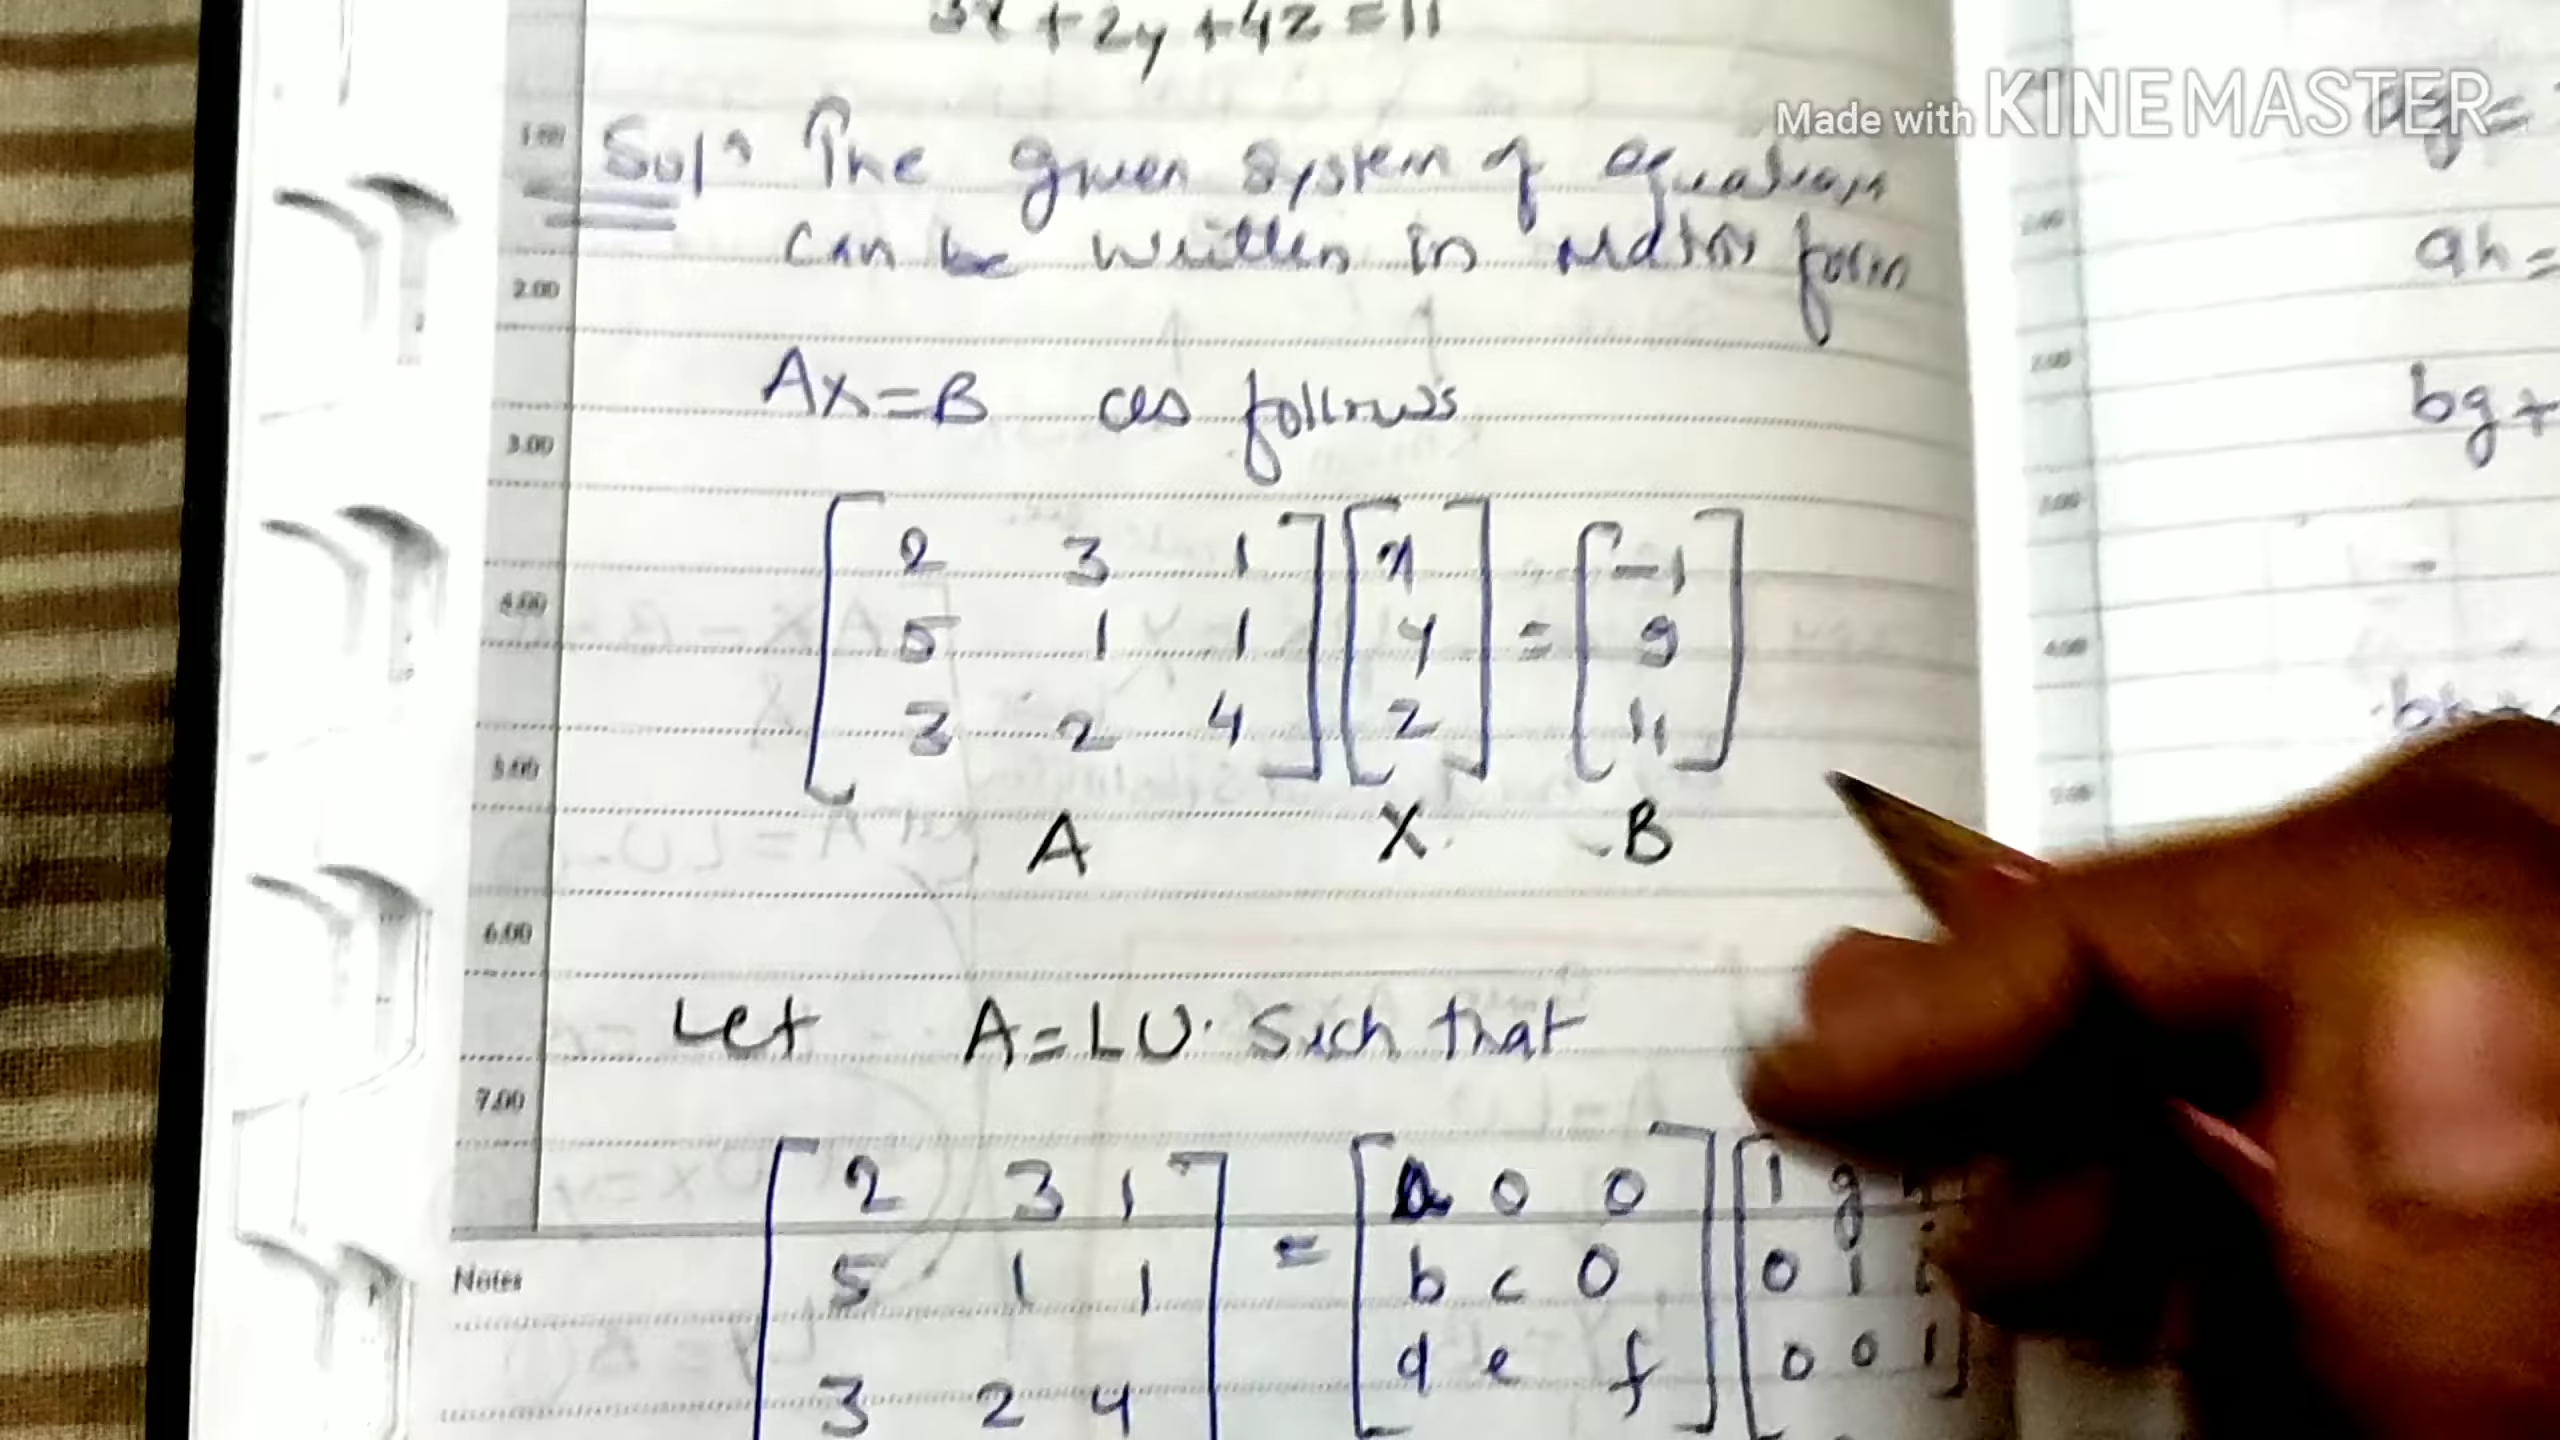 3x+2y+4z=11
Made with KINEMASTER
1.00
Soln The given system of equations
can be written in Matrix form
2.00
AX=B as follows
3.00
2 3 1 x -1
4.00
5 1 1 y = 9
3 2 4 z 11
5.00
A X B
6.00
Let A=LU. Such that
7.00
2 3 1 = a 0 0 1 g
Notes
5 1 1 b c 0 0 1 i
3 2 4 d e f 0 0 1
ah=
bg+